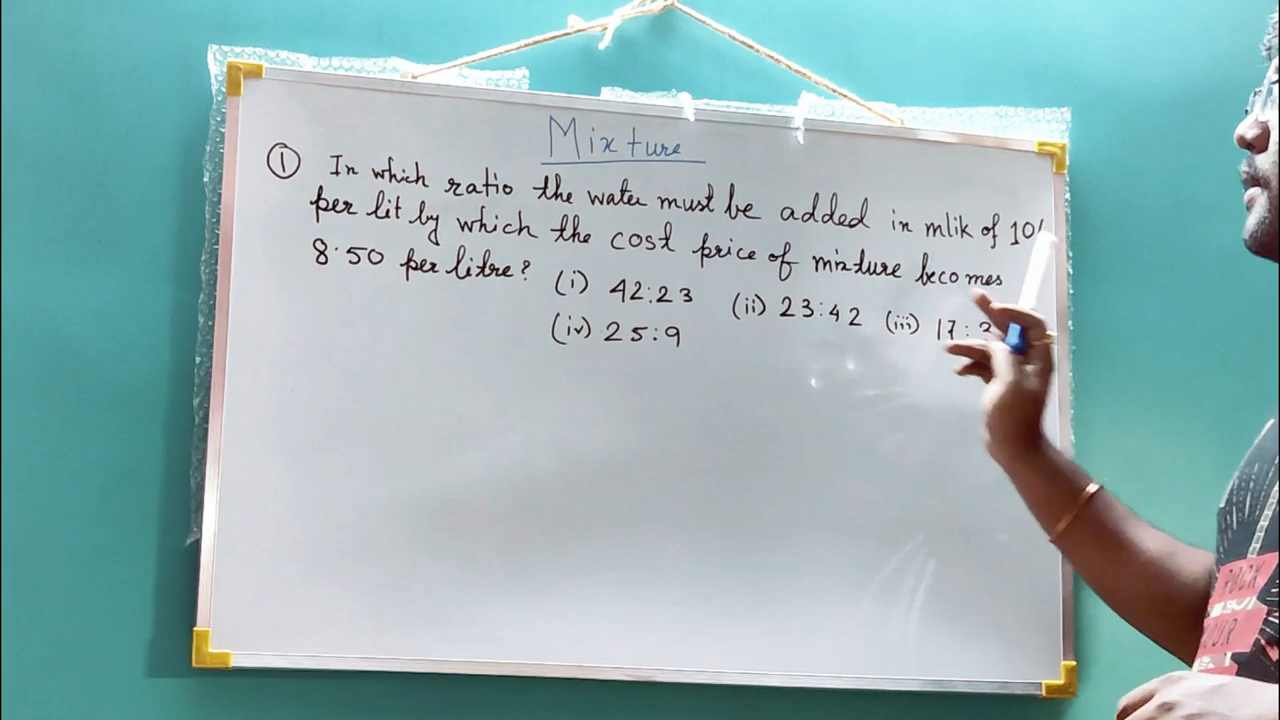 Mixture
① In which ratio the water must be added in mlik of 10/
per lit by which the cost price of mixture becomes
8.50 per litre? (i) 42:23 (ii) 23:42 (iii) 17:3
(iv) 25:9
ROCK